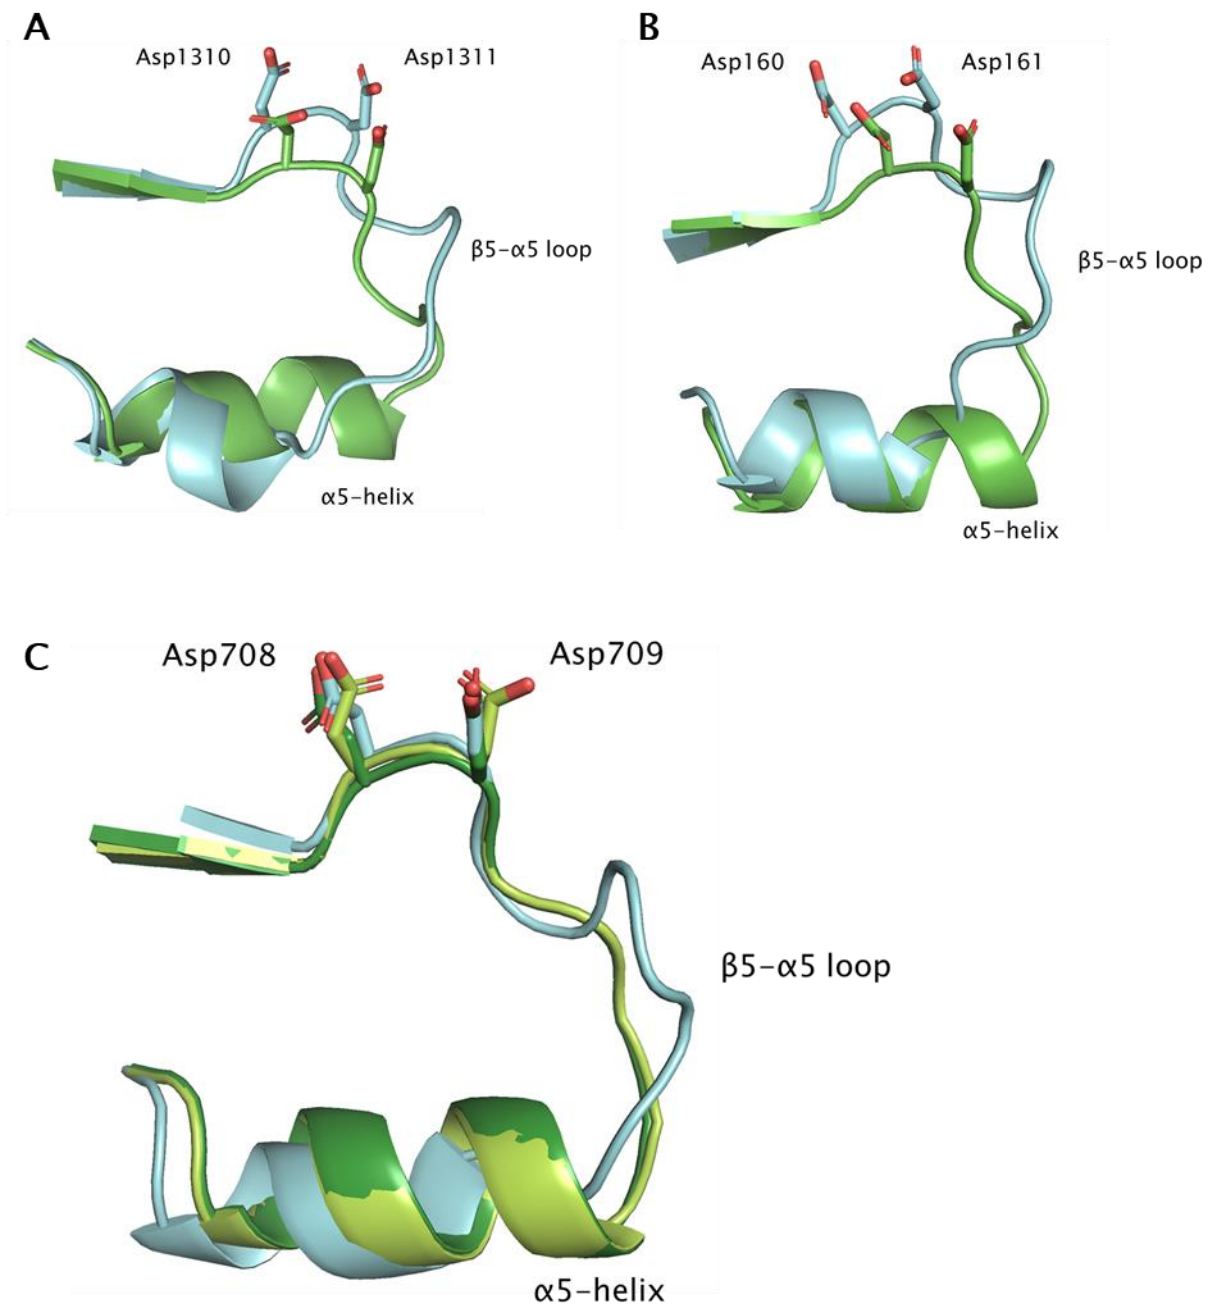 A
Asp1310
Asp1311
β5-α5 loop
α5-helix
B
Asp160
Asp161
β5-α5 loop
α5-helix
C
Asp708
Asp709
β5-α5 loop
α5-helix